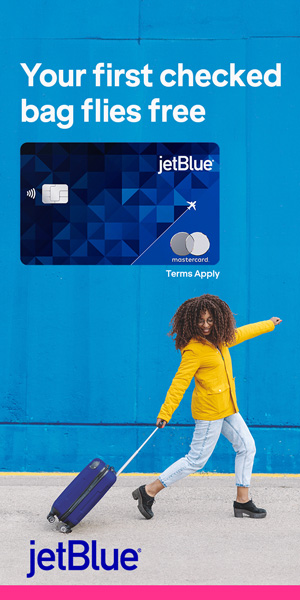 Your first checked
bag flies free
jetBlue®
mastercard
Terms Apply
jetBlue®